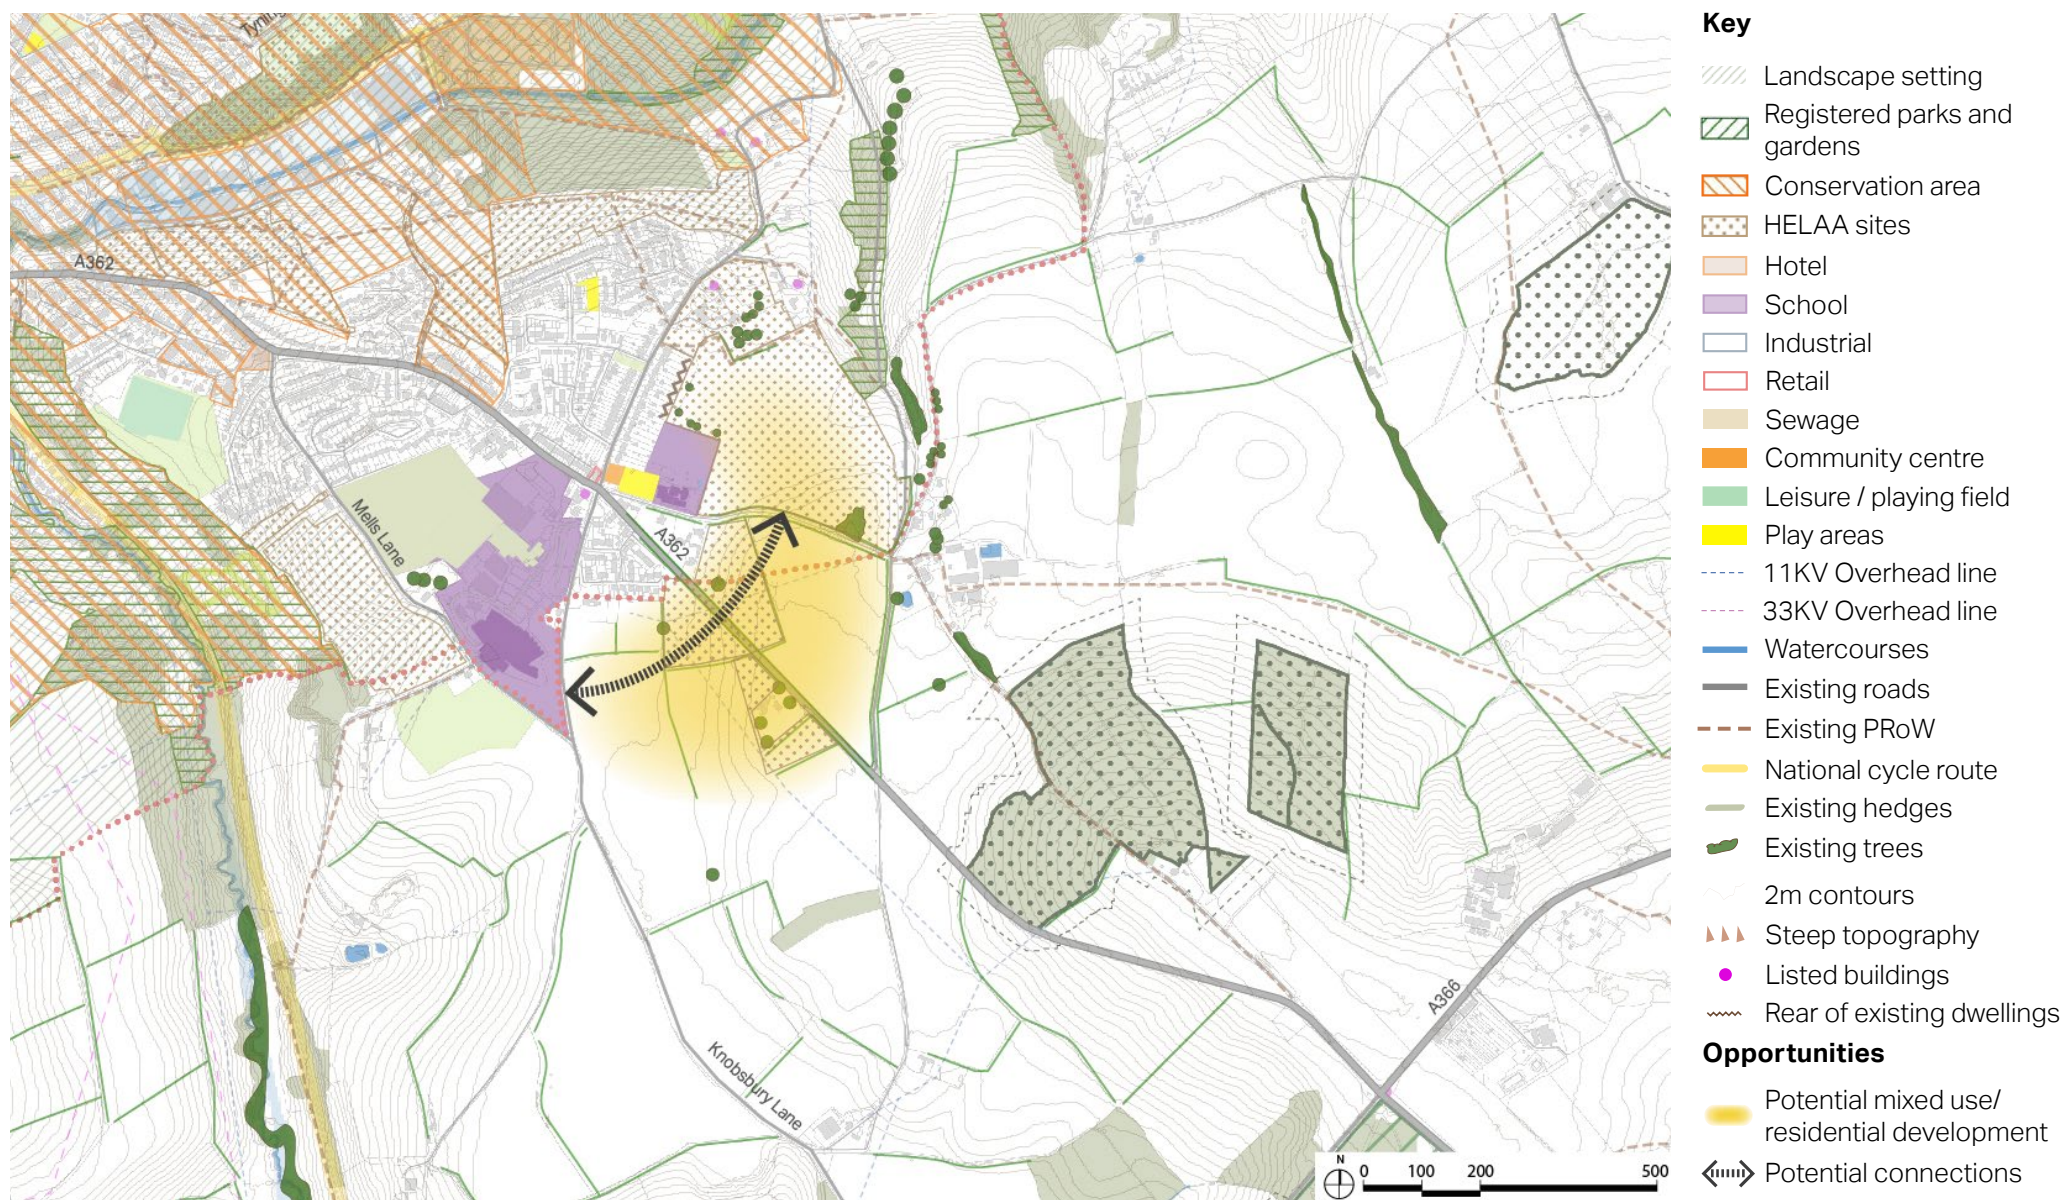 Tyning
A362
Mells Lane
A362
Knobsbury Lane
A366
N
0 100 200 500
Key
Landscape setting
Registered parks and
gardens
Conservation area
HELAA sites
Hotel
School
Industrial
Retail
Sewage
Community centre
Leisure / playing field
Play areas
11KV Overhead line
33KV Overhead line
Watercourses
Existing roads
Existing PRoW
National cycle route
Existing hedges
Existing trees
2m contours
Steep topography
Listed buildings
Rear of existing dwellings
Opportunities
Potential mixed use/
residential development
Potential connections